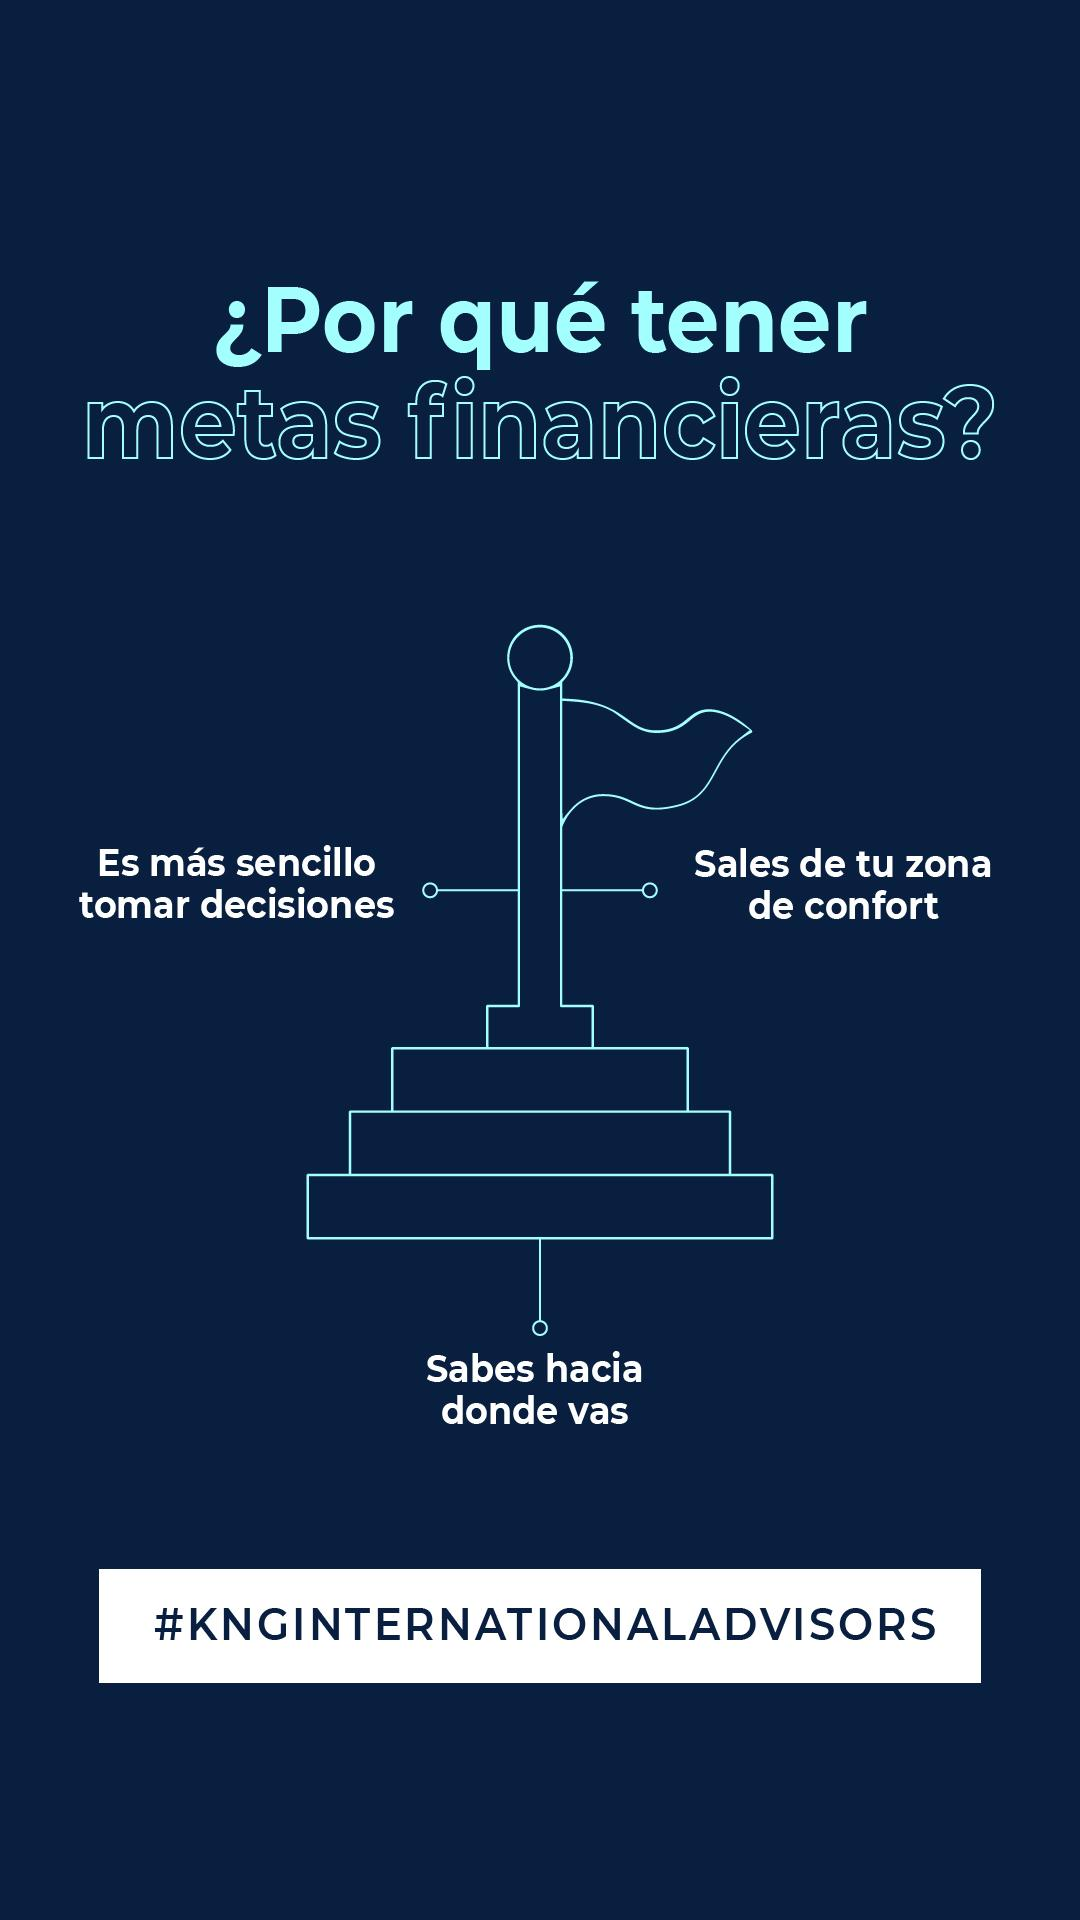 ¿Por qué tener
metas financieras?
Es más sencillo
tomar decisiones
Sales de tu zona
de confort
Sabes hacia
donde vas
#KNGINTERNATIONALADVISORS